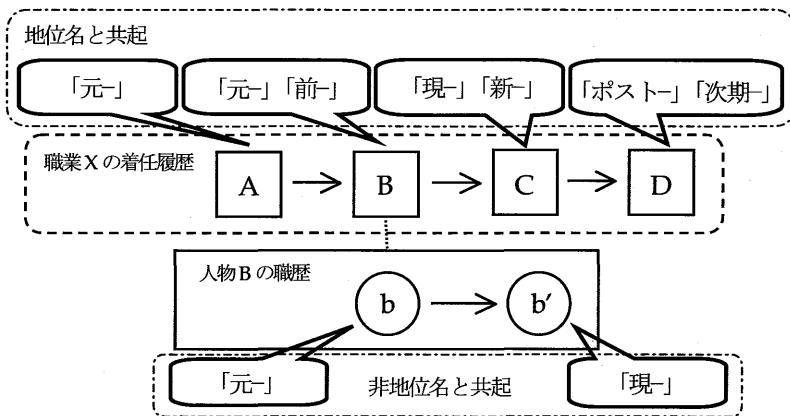 地位名と共起
「元−」
「元−」「前−」
「現−」「新−」
「ポスト−」「次期−」
職業Xの着任履歴
A
B
C
D
人物Bの職歴
b
b′
「元−」
非地位名と共起
「現−」